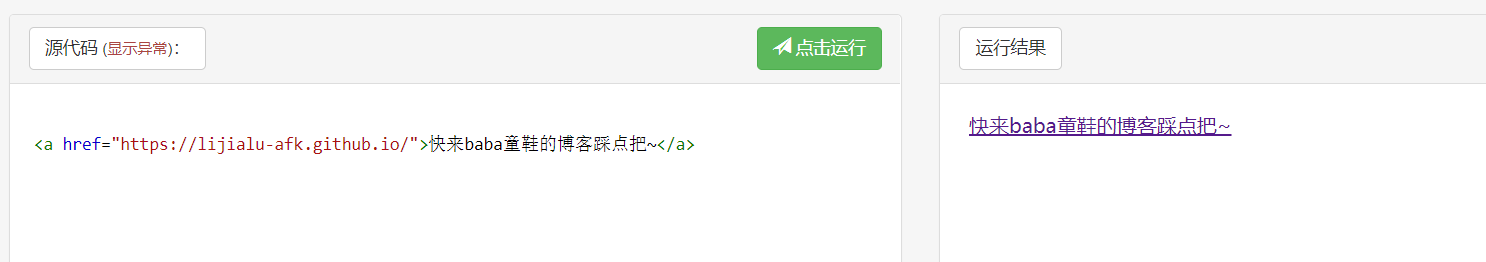 源代码 (显示异常)：
点击运行
运行结果
<a href="https://lijialu-afk.github.io/">快来baba童鞋的博客踩点把~</a>
快来baba童鞋的博客踩点把~